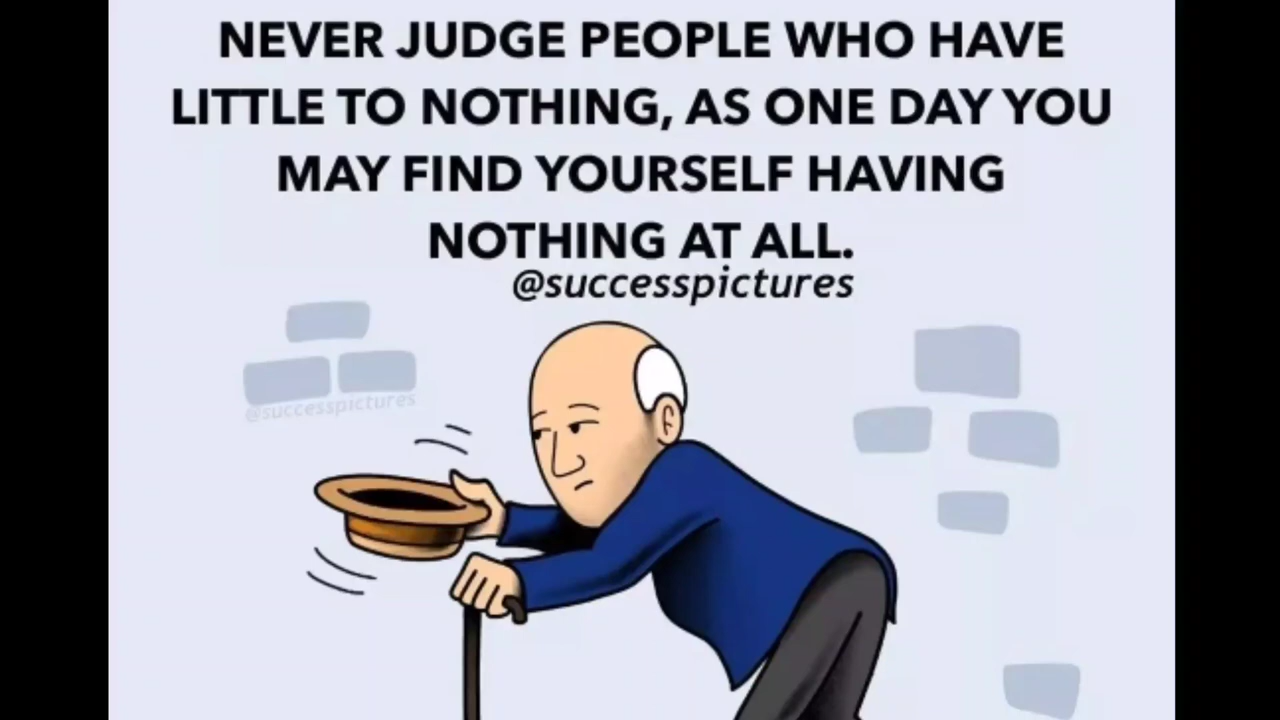 NEVER JUDGE PEOPLE WHO HAVE
LITTLE TO NOTHING, AS ONE DAY YOU
MAY FIND YOURSELF HAVING
NOTHING AT ALL.
@successpictures
@successpictures